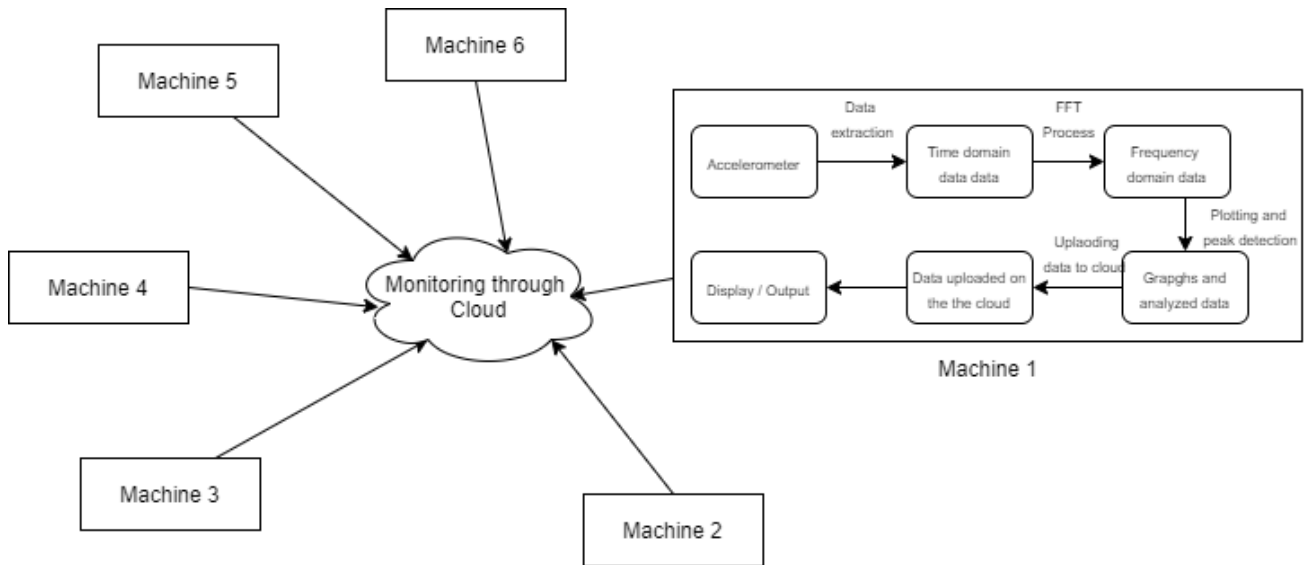 Machine 6
Machine 5
Machine 4
Monitoring through
Cloud
Machine 3
Machine 2
Data
extraction
FFT
Process
Accelerometer
Time domain
data data
Frequency
domain data
Plotting and
peak detection
Uplaoding
data to cloud
Display / Output
Data uploaded on
the the cloud
Grapghs and
analyzed data
Machine 1